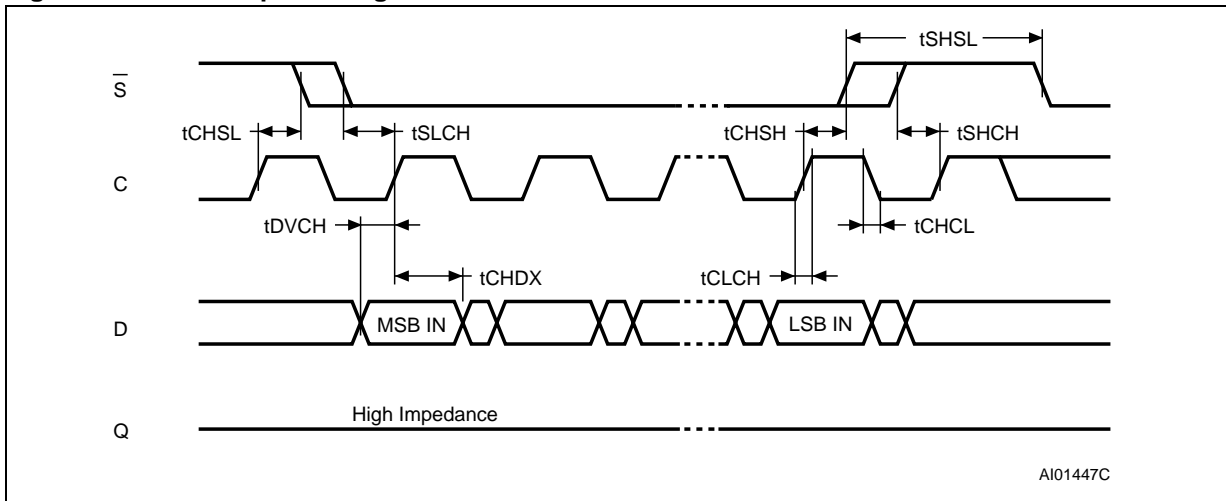 tSHSL
S̅
tCHSL
tSLCH
tCHSH
tSHCH
C
tDVCH
tCHCL
tCHDX
tCLCH
D
MSB IN
LSB IN
High Impedance
Q
AI01447C